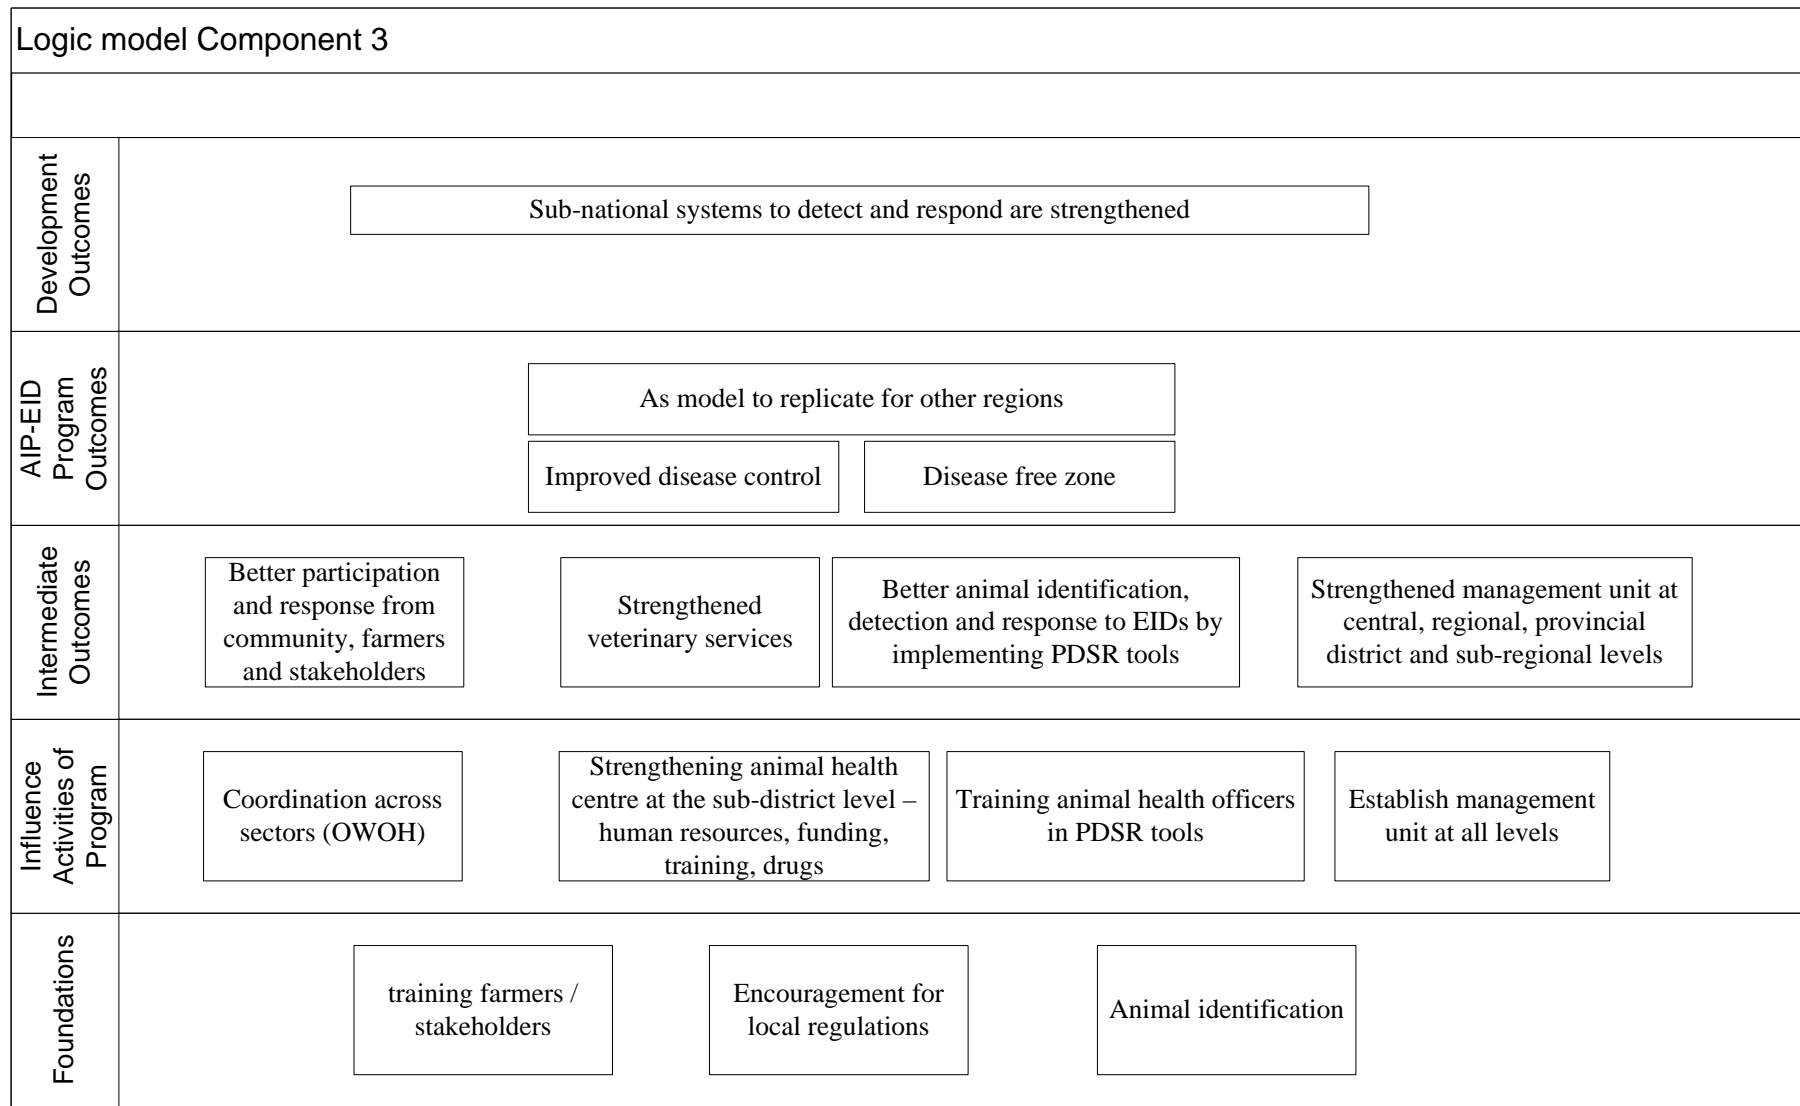 Logic model Component 3
Development
Outcomes
Sub-national systems to detect and respond are strengthened
AIP-EID
Program
Outcomes
As model to replicate for other regions
Improved disease control
Disease free zone
Intermediate
Outcomes
Better participation
and response from
community, farmers
and stakeholders
Strengthened
veterinary services
Better animal identification,
detection and response to EIDs by
implementing PDSR tools
Strengthened management unit at
central, regional, provincial
district and sub-regional levels
Influence
Activities of
Program
Coordination across
sectors (OWOH)
Strengthening animal health
centre at the sub-district level –
human resources, funding,
training, drugs
Training animal health officers
in PDSR tools
Establish management
unit at all levels
Foundations
training farmers /
stakeholders
Encouragement for
local regulations
Animal identification